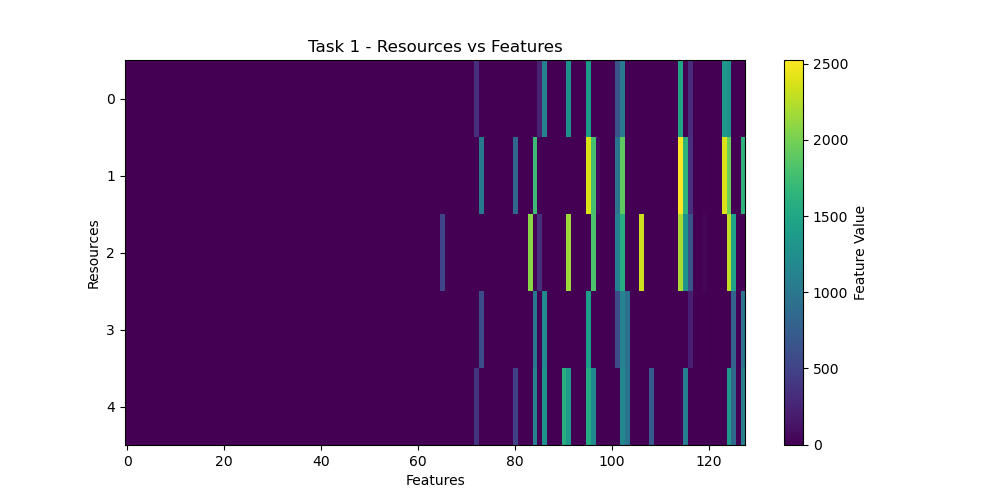 Task 1 - Resources vs Features
Resources
0
1
2
3
4
0 20 40 60 80 100 120
Features
2500
2000
1500
1000
500
0
Feature Value